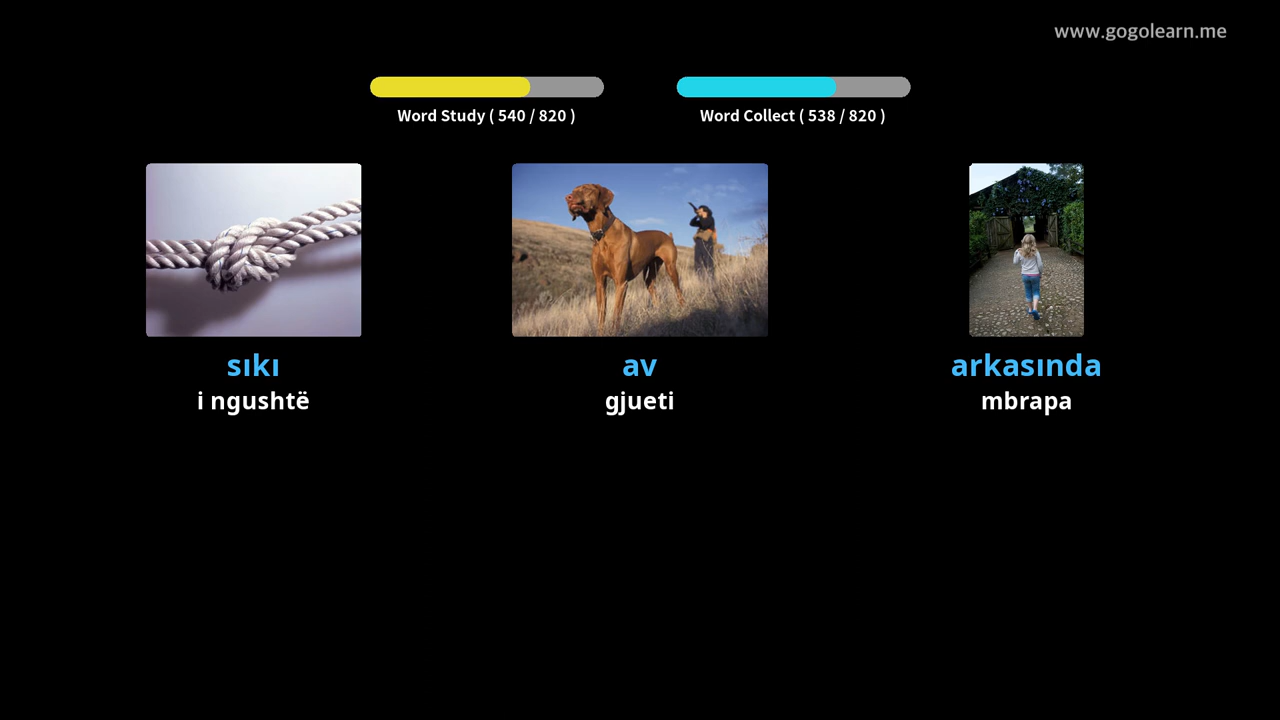 www.gogolearn.me
Word Study ( 540 / 820 )
Word Collect ( 538 / 820 )
sıkı
i ngushtë
av
gjueti
arkasında
mbrapa